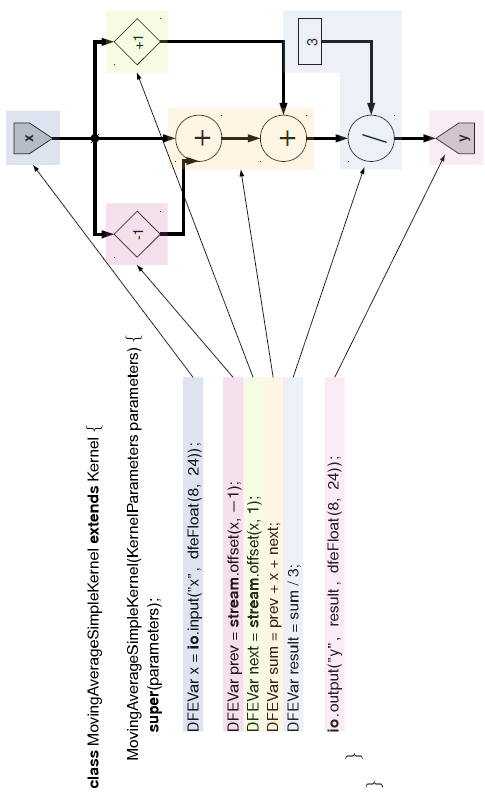 class MovingAverageSimpleKernel extends Kernel {
MovingAverageSimpleKernel(KernelParameters parameters) {
super(parameters);
DFEVar x = io.input("x", dfeFloat(8, 24));
DFEVar prev = stream.offset(x, −1);
DFEVar next = stream.offset(x, 1);
DFEVar sum = prev + x + next;
DFEVar result = sum / 3;
io.output("y", result, dfeFloat(8, 24));
}
}
x
-1
+1
+
+
3
/
y